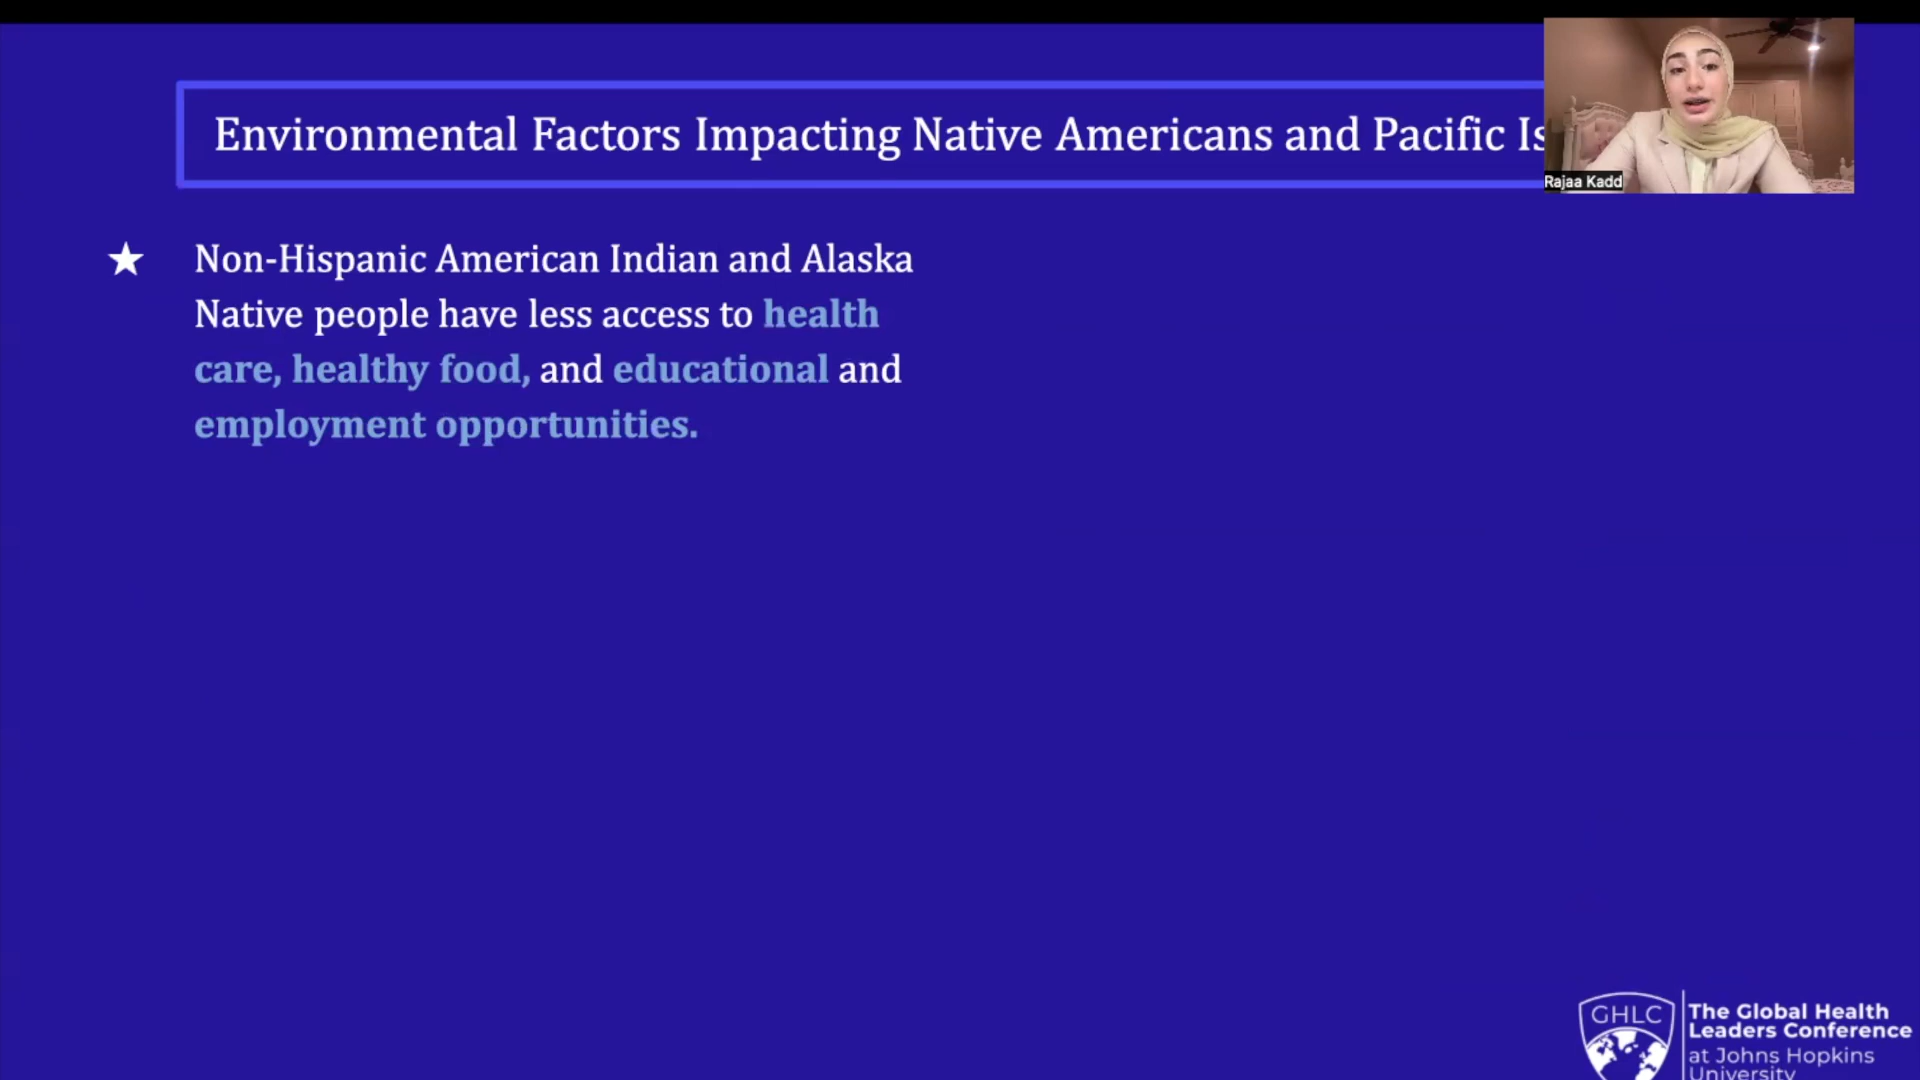 Environmental Factors Impacting Native Americans and Pacific
Rajaa Kadd
★ Non-Hispanic American Indian and Alaska
Native people have less access to health
care, healthy food, and educational and
employment opportunities.
GHLC
The Global Health
Leaders Conference
at Johns Hopkins
University